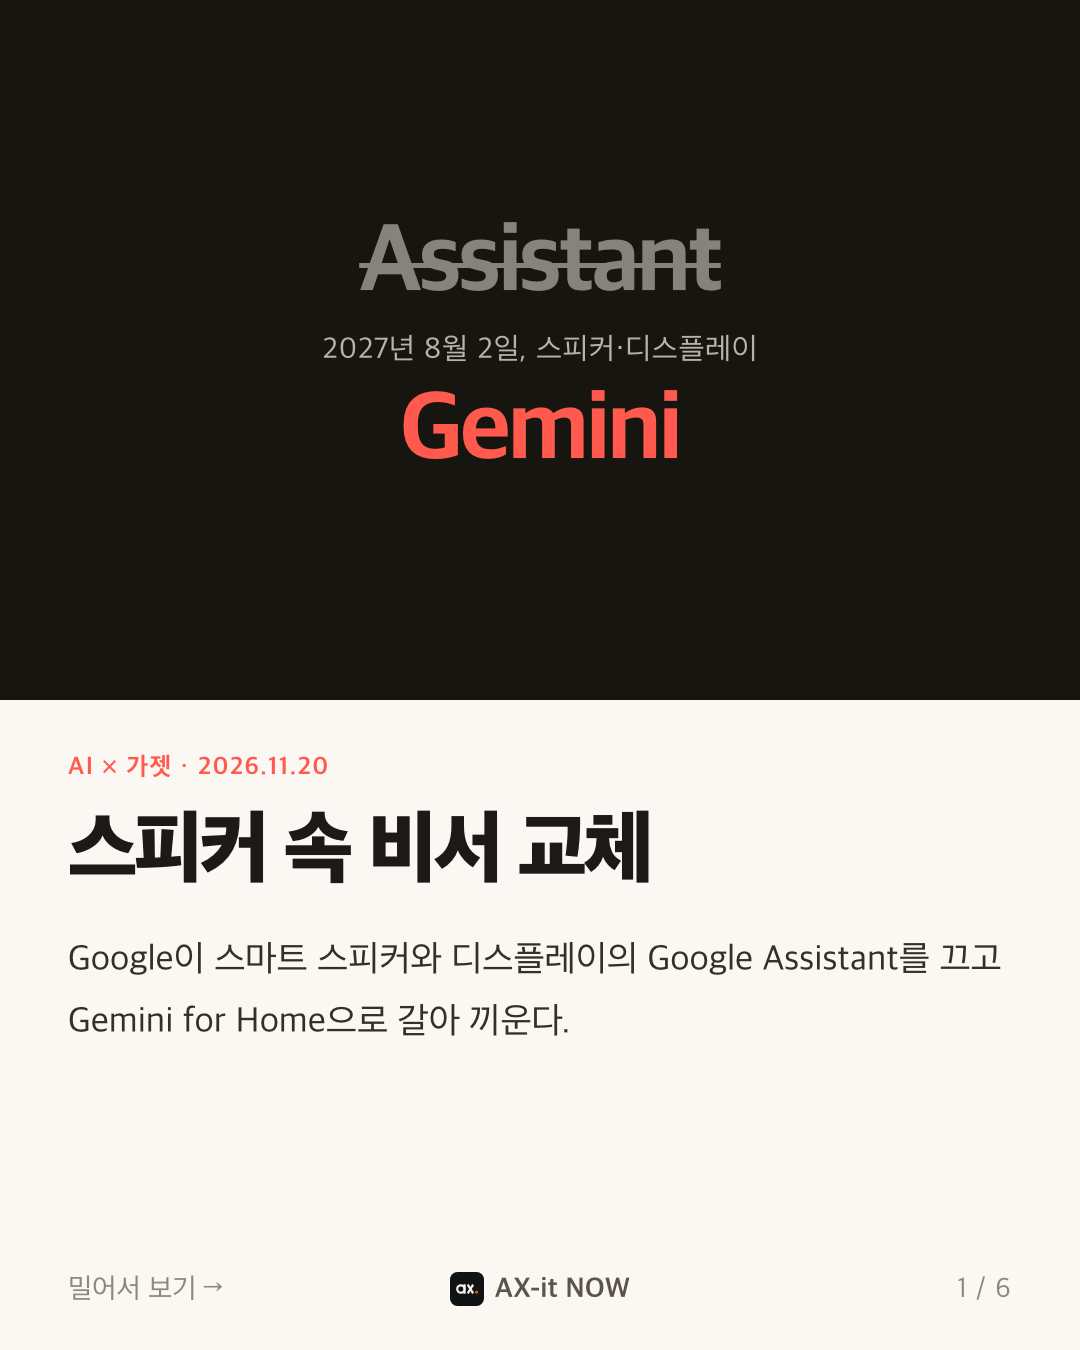 Assistant
2027년 8월 2일, 스피커·디스플레이
Gemini
AI × 가젯 · 2026.11.20
스피커 속 비서 교체
Google이 스마트 스피커와 디스플레이의 Google Assistant를 끄고
Gemini for Home으로 갈아 끼운다.
밀어서 보기 →
ax. AX-it NOW
1 / 6